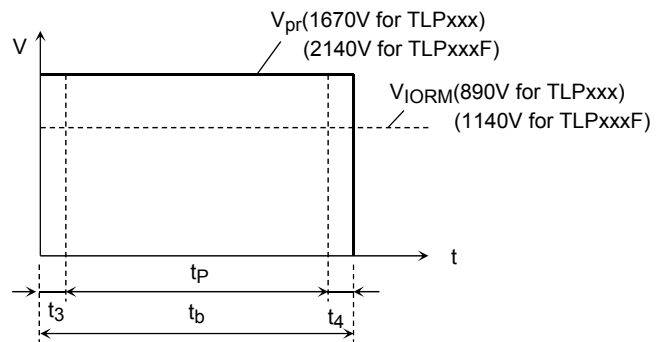 Vpr(1670V for TLPxxx)
(2140V for TLPxxxF)
V
VIORM(890V for TLPxxx)
(1140V for TLPxxxF)
t
tP
t3
t4
tb